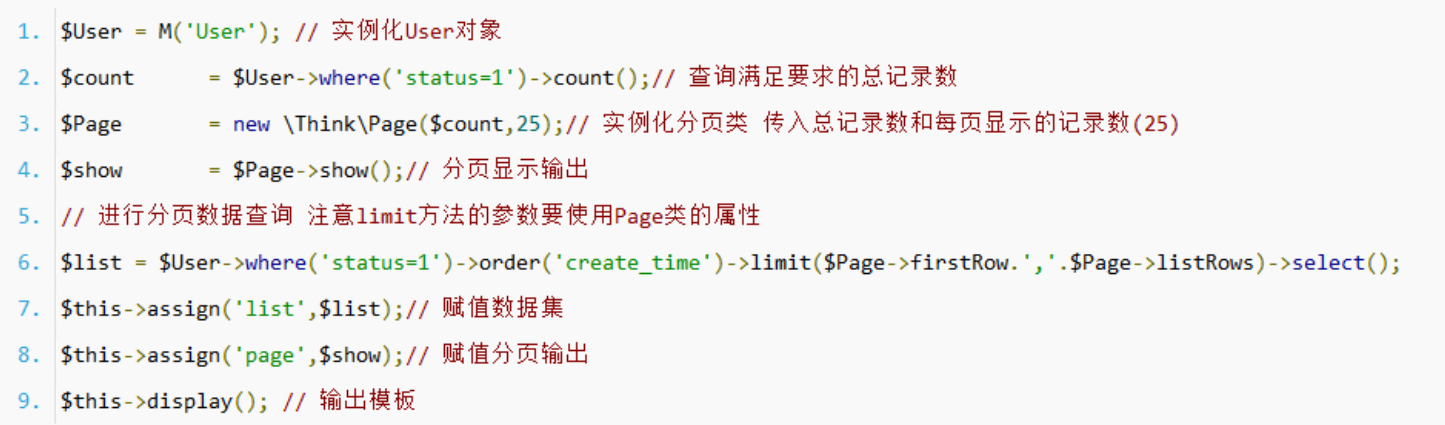 1. $User = M('User'); // 实例化User对象
2. $count      = $User->where('status=1')->count();// 查询满足要求的总记录数
3. $Page       = new \Think\Page($count,25);// 实例化分页类 传入总记录数和每页显示的记录数(25)
4. $show       = $Page->show();// 分页显示输出
5. // 进行分页数据查询 注意limit方法的参数要使用Page类的属性
6. $list = $User->where('status=1')->order('create_time')->limit($Page->firstRow.','.$Page->listRows)->select();
7. $this->assign('list',$list);// 赋值数据集
8. $this->assign('page',$show);// 赋值分页输出
9. $this->display(); // 输出模板